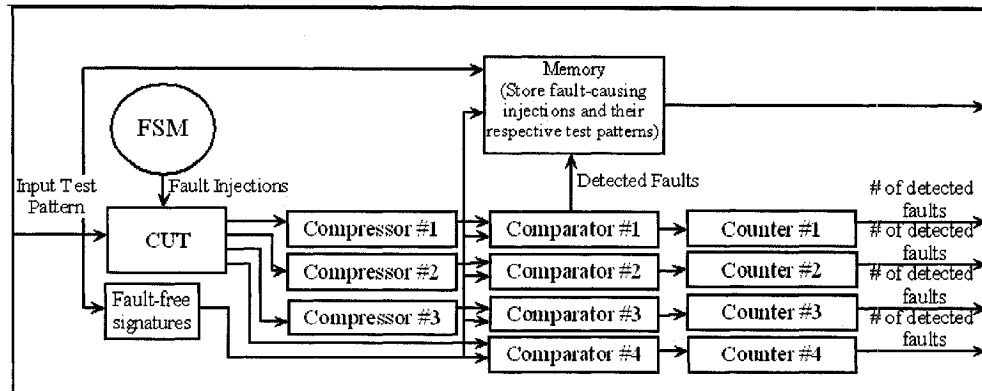 Memory
(Store fault-causing
injections and their
respective test patterns)
FSM
Input Test
Pattern
Fault Injections
Detected Faults
# of detected
faults
CUT
Compressor #1
Comparator #1
Counter #1
# of detected
faults
Compressor #2
Comparator #2
Counter #2
# of detected
faults
Fault-free
signatures
Compressor #3
Comparator #3
Counter #3
# of detected
faults
Comparator #4
Counter #4